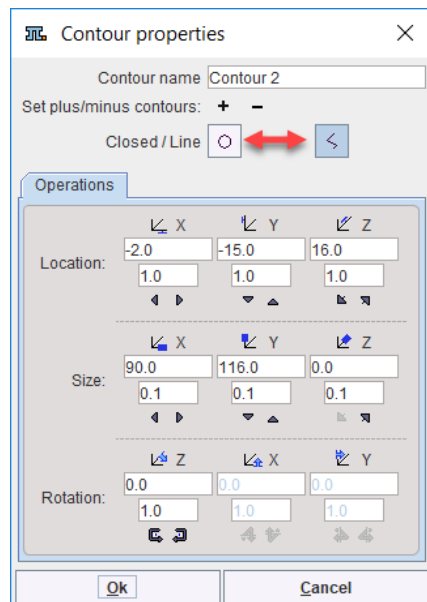 Contour properties
Contour name Contour 2
Set plus/minus contours: + −
Closed / Line
Operations
X Y Z
Location: -2.0 -15.0 16.0
1.0 1.0 1.0
X Y Z
Size: 90.0 116.0 0.0
0.1 0.1 0.1
Z X Y
Rotation: 0.0 0.0 0.0
1.0 1.0 1.0
Ok Cancel